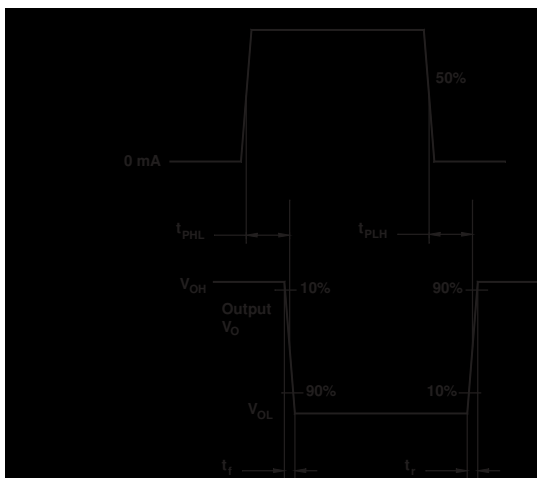 50%
0 mA
tPHL
tPLH
VOH
10%
90%
Output
VO
90%
10%
VOL
tf
tr